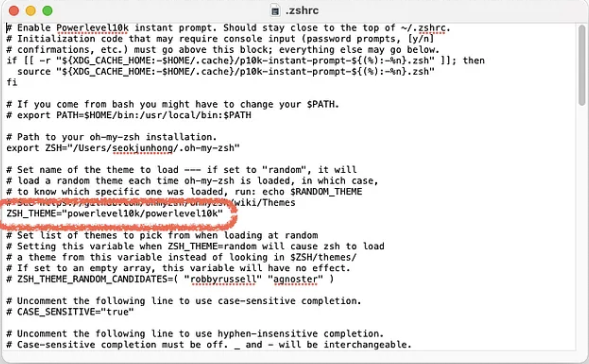 .zshrc
# Enable Powerlevel10k instant prompt. Should stay close to the top of ~/.zshrc.
# Initialization code that may require console input (password prompts, [y/n]
# confirmations, etc.) must go above this block; everything else may go below.
if [[ -r "${XDG_CACHE_HOME:-$HOME/.cache}/p10k-instant-prompt-${(%):-%n}.zsh" ]]; then
  source "${XDG_CACHE_HOME:-$HOME/.cache}/p10k-instant-prompt-${(%):-%n}.zsh"
fi
# If you come from bash you might have to change your $PATH.
# export PATH=$HOME/bin:/usr/local/bin:$PATH
# Path to your oh-my-zsh installation.
export ZSH="/Users/seokjunhong/.oh-my-zsh"
# Set name of the theme to load --- if set to "random", it will
# load a random theme each time oh-my-zsh is loaded, in which case,
# to know which specific one was loaded, run: echo $RANDOM_THEME
/wiki/Themes
ZSH_THEME="powerlevel10k/powerlevel10k"
# Set list of themes to pick from when loading at random
# Setting this variable when ZSH_THEME=random will cause zsh to load
# a theme from this variable instead of looking in $ZSH/themes/
# If set to an empty array, this variable will have no effect.
# ZSH_THEME_RANDOM_CANDIDATES=( "robbyrussell" "agnoster" )
# Uncomment the following line to use case-sensitive completion.
# CASE_SENSITIVE="true"
# Uncomment the following line to use hyphen-insensitive completion.
# Case-sensitive completion must be off. _ and - will be interchangeable.